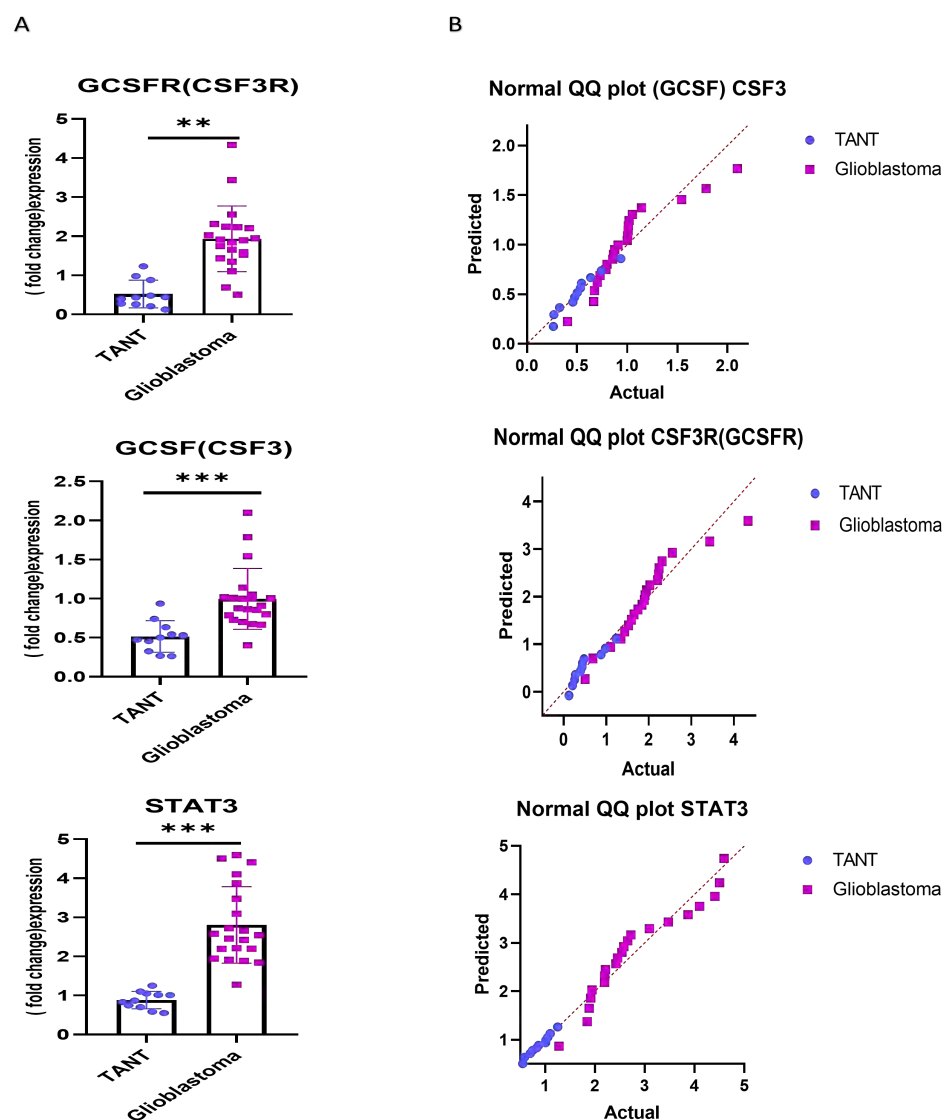 A
B
GCSFR(CSF3R)
**
( fold change)expression
5
4
3
2
1
0
TANT
Glioblastoma
Normal QQ plot (GCSF) CSF3
TANT
Glioblastoma
Predicted
2.0
1.5
1.0
0.5
0.0
0.0 0.5 1.0 1.5 2.0
Actual
GCSF(CSF3)
***
( fold change)expression
2.5
2.0
1.5
1.0
0.5
0.0
TANT
Glioblastoma
Normal QQ plot CSF3R(GCSFR)
TANT
Glioblastoma
Predicted
4
3
2
1
0
0 1 2 3 4
Actual
STAT3
***
( fold change)expression
5
4
3
2
1
0
TANT
Glioblastoma
Normal QQ plot STAT3
TANT
Glioblastoma
Predicted
5
4
3
2
1
1 2 3 4 5
Actual